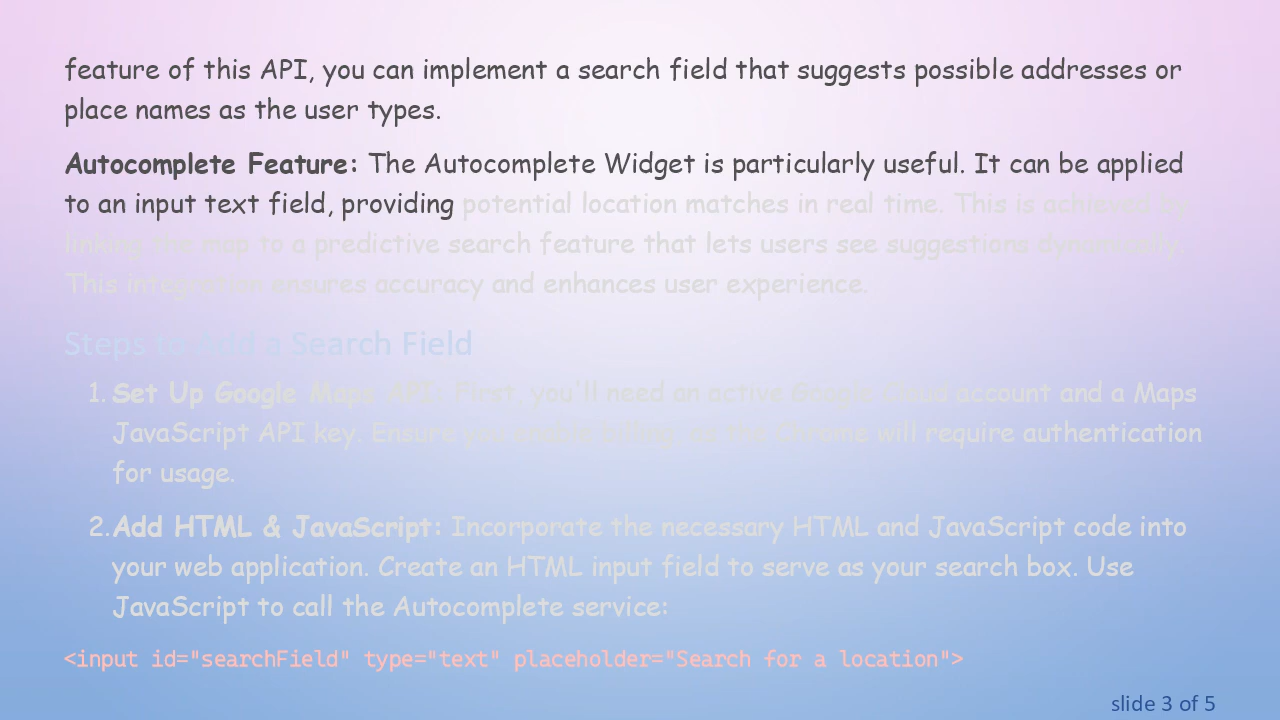 feature of this API, you can implement a search field that suggests possible addresses or
place names as the user types.
Autocomplete Feature: The Autocomplete Widget is particularly useful. It can be applied
to an input text field, providing potential location matches in real time. This is achieved by
linking the map to a predictive search feature that lets users see suggestions dynamically.
This integration ensures accuracy and enhances user experience.
Steps to Add a Search Field
1. Set Up Google Maps API: First, you'll need an active Google Cloud account and a Maps
JavaScript API key. Ensure you enable billing, as the will require authentication
for usage.
2. Add HTML & JavaScript: Incorporate the necessary HTML and JavaScript code into
your web application. Create an HTML input field to serve as your search box. Use
JavaScript to call the Autocomplete service:
<input id="searchField" type="text" placeholder="Search for a location">
slide 3 of 5